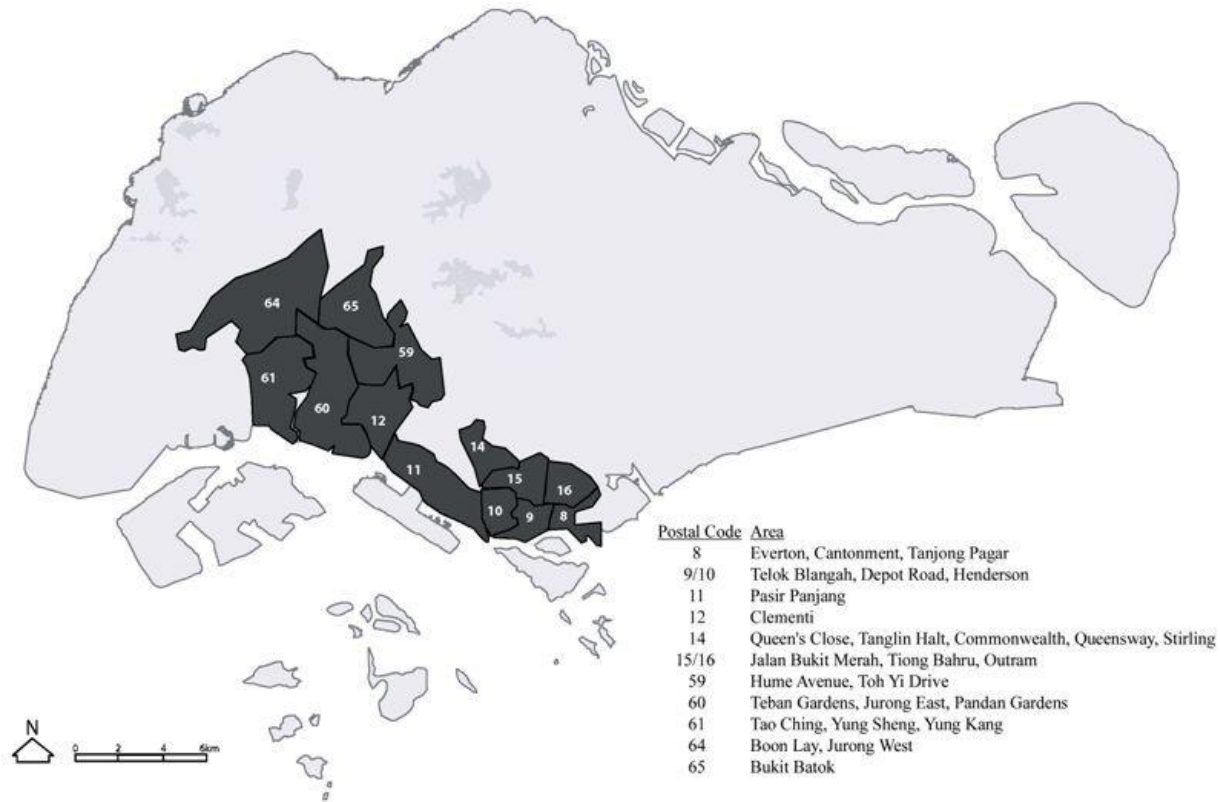 64
65
59
61
60
12
14
11
15
16
10
9
8
Postal Code Area
8 Everton, Cantonment, Tanjong Pagar
9/10 Telok Blangah, Depot Road, Henderson
11 Pasir Panjang
12 Clementi
14 Queen's Close, Tanglin Halt, Commonwealth, Queensway, Stirling
15/16 Jalan Bukit Merah, Tiong Bahru, Outram
59 Hume Avenue, Toh Yi Drive
60 Teban Gardens, Jurong East, Pandan Gardens
61 Tao Ching, Yung Sheng, Yung Kang
64 Boon Lay, Jurong West
65 Bukit Batok
N
0 2 4 6km